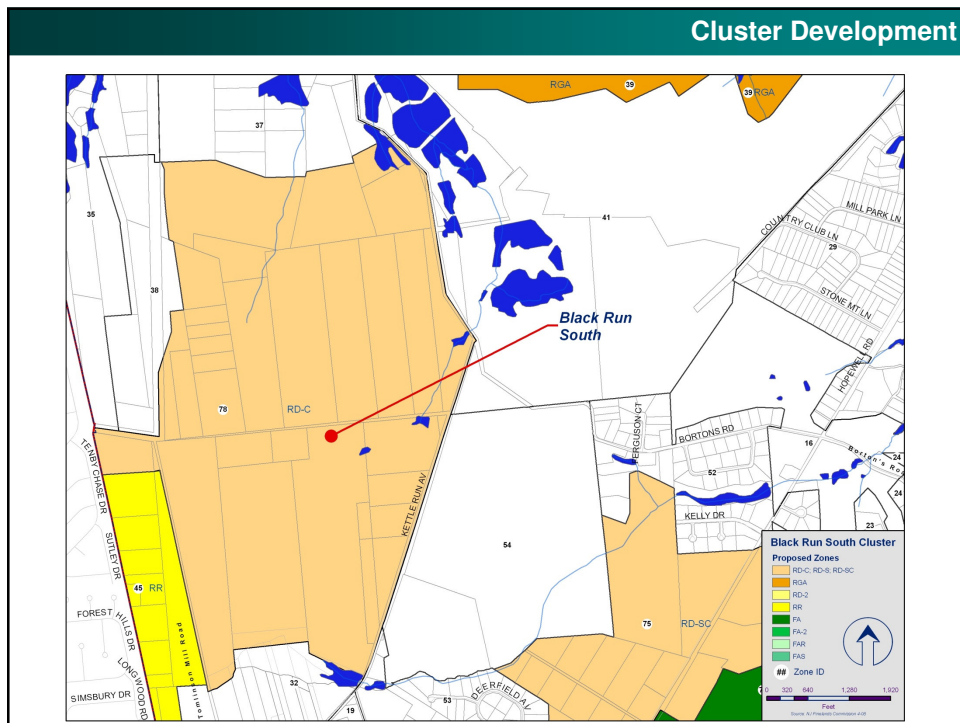 Cluster Development
RGA
39
39
RGA
37
35
38
41
COUNTRY CLUB LN
MILL PARK LN
29
STONE MT LN
HOPEWELL RD
Black Run
South
78
RD-C
TENBY CHASE DR
SUTLEY DR
KETTLE RUN AV
FERGUSON CT
BORTONS RD
52
16
Borton's Ro
24
24
23
KELLY DR
54
45
RR
FOREST
HILLS DR
LONGWOOD RD
SIMSBURY DR
Tomlinson Mill Road
75
RD-SC
32
19
53
DEERFIELD AV
Black Run South Cluster
Proposed Zones
RD-C; RD-S; RD-SC
RGA
RD-2
RR
FA
FA-2
FAR
FAS
## Zone ID
0 320 640 1,280 1,920
Feet